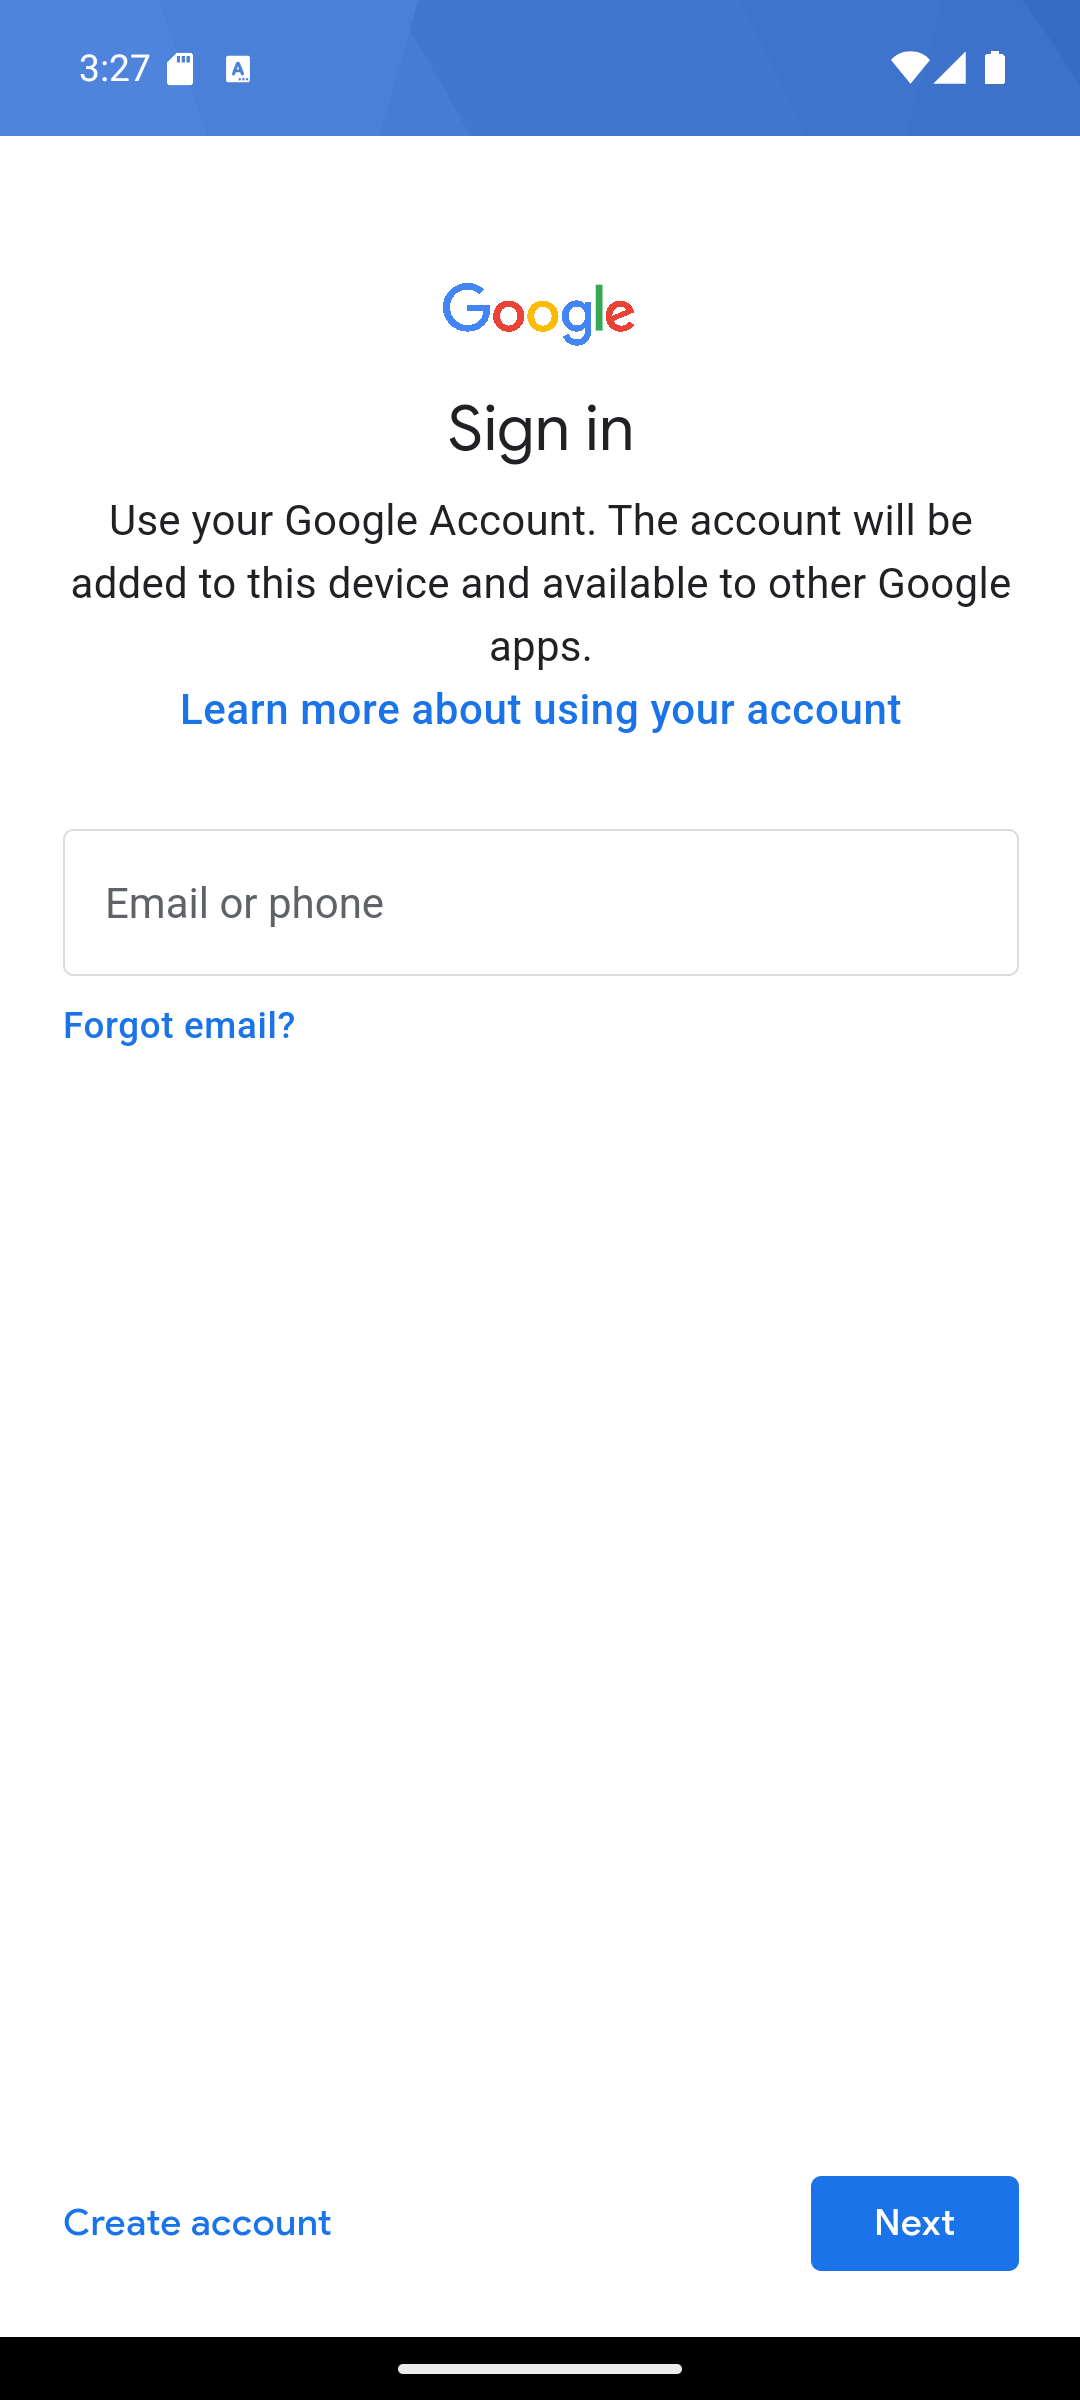 3:27
Google
Sign in
Use your Google Account. The account will be
added to this device and available to other Google
apps.
Learn more about using your account
Email or phone
Forgot email?
Create account
Next